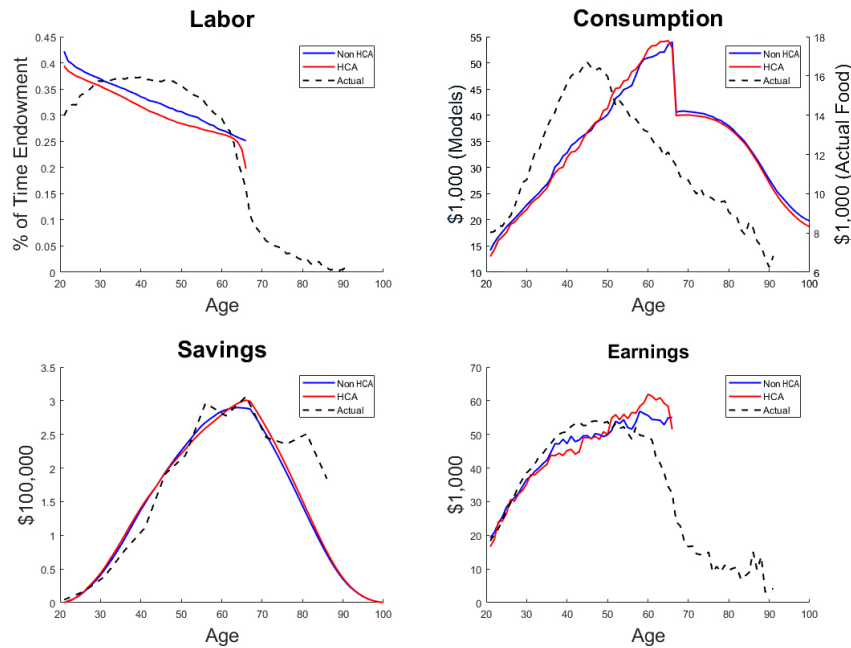 Labor
% of Time Endowment
0.45
0.4
0.35
0.3
0.25
0.2
0.15
0.1
0.05
0
Non HCA
HCA
Actual
20 30 40 50 60 70 80 90 100
Age
Consumption
$1,000 (Models)
55
50
45
40
35
30
25
20
15
10
Non HCA
HCA
Actual
18
16
14
12
10
8
6
$1,000 (Actual Food)
20 30 40 50 60 70 80 90 100
Age
Savings
$100,000
3.5
3
2.5
2
1.5
1
0.5
0
Non HCA
HCA
Actual
20 30 40 50 60 70 80 90 100
Age
Earnings
$1,000
70
60
50
40
30
20
10
0
Non HCA
HCA
Actual
20 30 40 50 60 70 80 90 100
Age